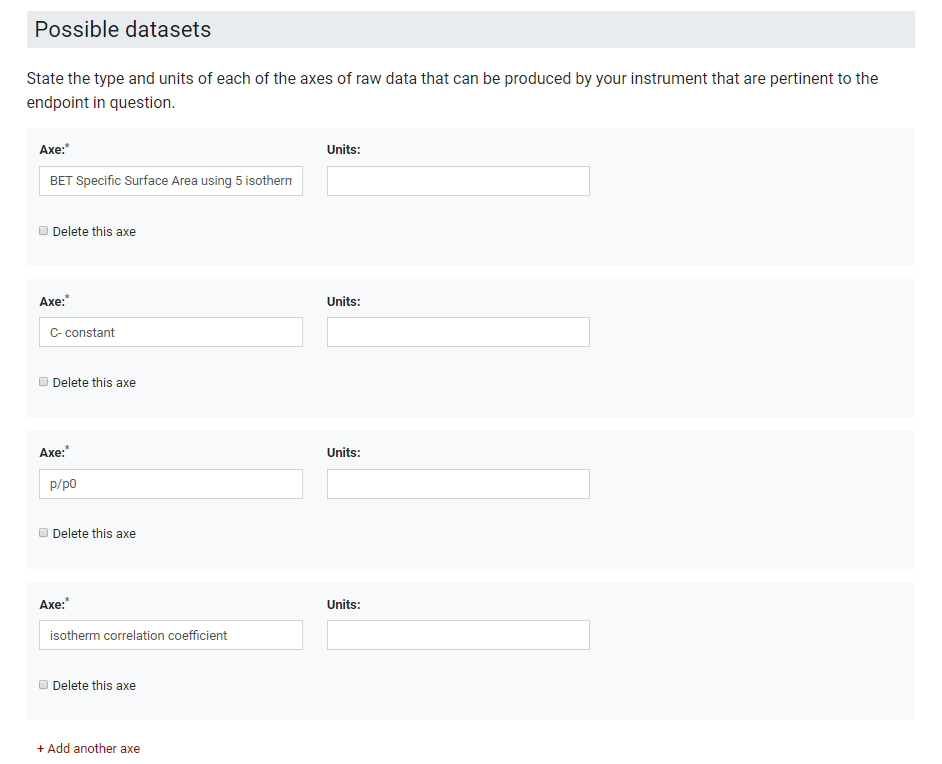 Possible datasets
State the type and units of each of the axes of raw data that can be produced by your instrument that are pertinent to the
endpoint in question.
Axe:* Units:
BET Specific Surface Area using 5 isotherm
Delete this axe
Axe:* Units:
C- constant
Delete this axe
Axe:* Units:
p/p0
Delete this axe
Axe:* Units:
isotherm correlation coefficient
Delete this axe
+ Add another axe